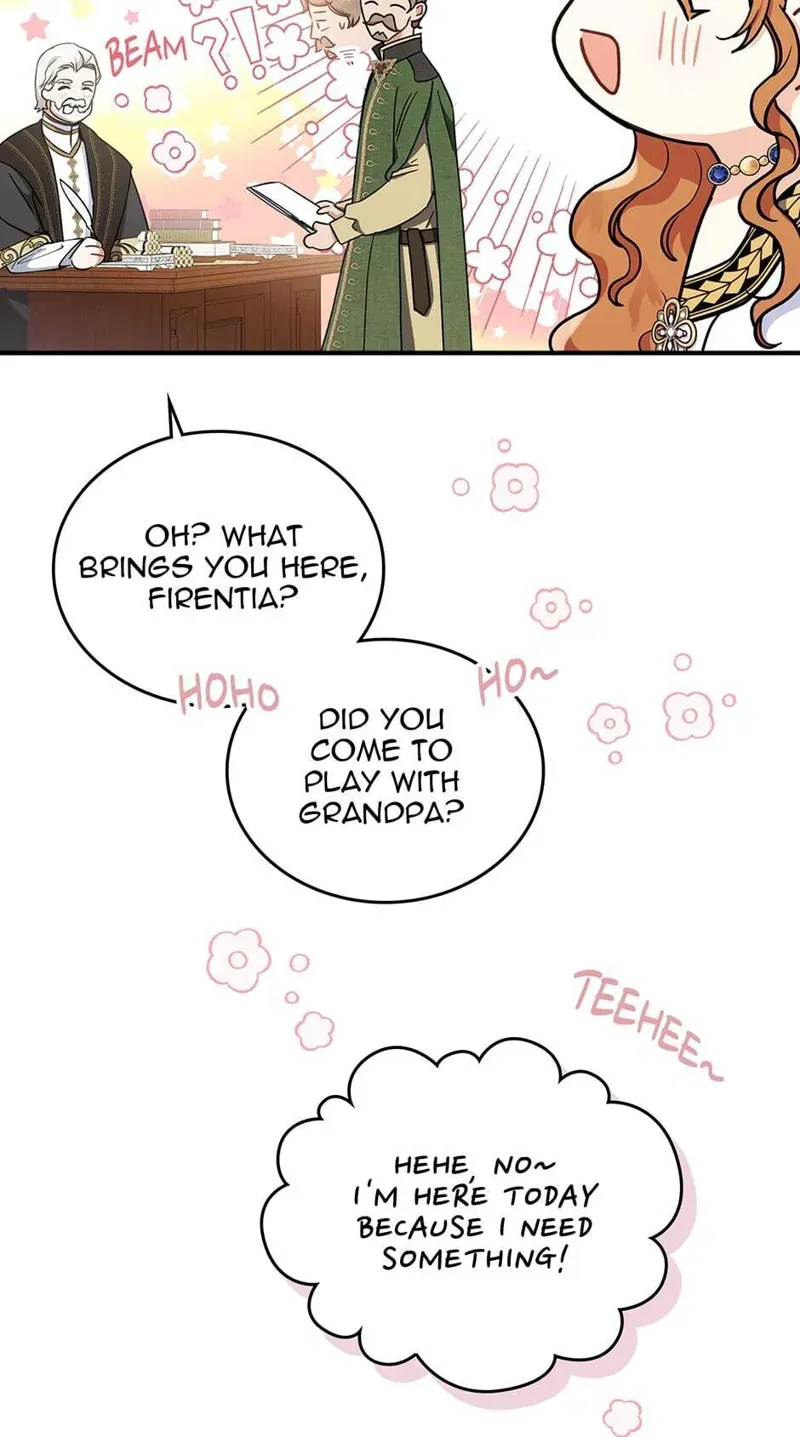 BEAM
?!
OH? WHAT
BRINGS YOU HERE,
FIRENTIA?
HOHO
HO~
DID YOU
COME TO
PLAY WITH
GRANDPA?
TEEHEE~
HEHE, NO~
I'M HERE TODAY
BECAUSE I NEED
SOMETHING!